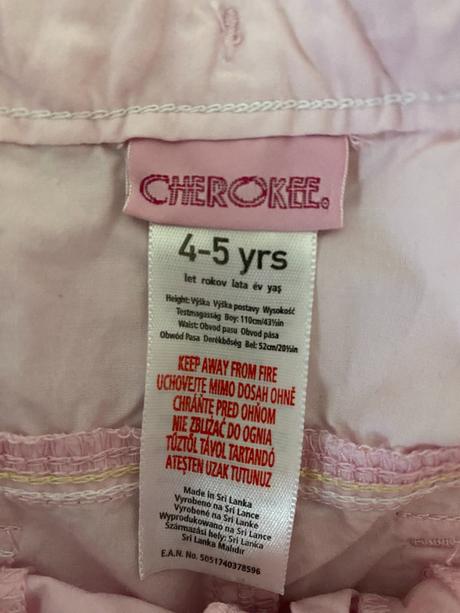 CHEROKEE.
4-5 yrs
let rokov lata év yaş
Height: Výška Výška postavy Wysokość
Testmagasság Boy: 110cm/43½in
Waist: Obvod pasu Obvod pása
Obwód Pasa Derékbőség Bel: 52cm/20½in
KEEP AWAY FROM FIRE
UCHOVEJTE MIMO DOSAH OHNĚ
CHRÁŇTE PRED OHŇOM
NIE ZBLIŻAĆ DO OGNIA
TŰZTŐL TÁVOL TARTANDÓ
ATEŞTEN UZAK TUTUNUZ
Made in Sri Lanka
Vyrobeno na Srí Lance
Vyrobené na Srí Lanke
Wyprodukowano na Sri Lance
Származási hely: Srí Lanka
Sri Lanka Malıdır
E.A.N. No. 5051740378596